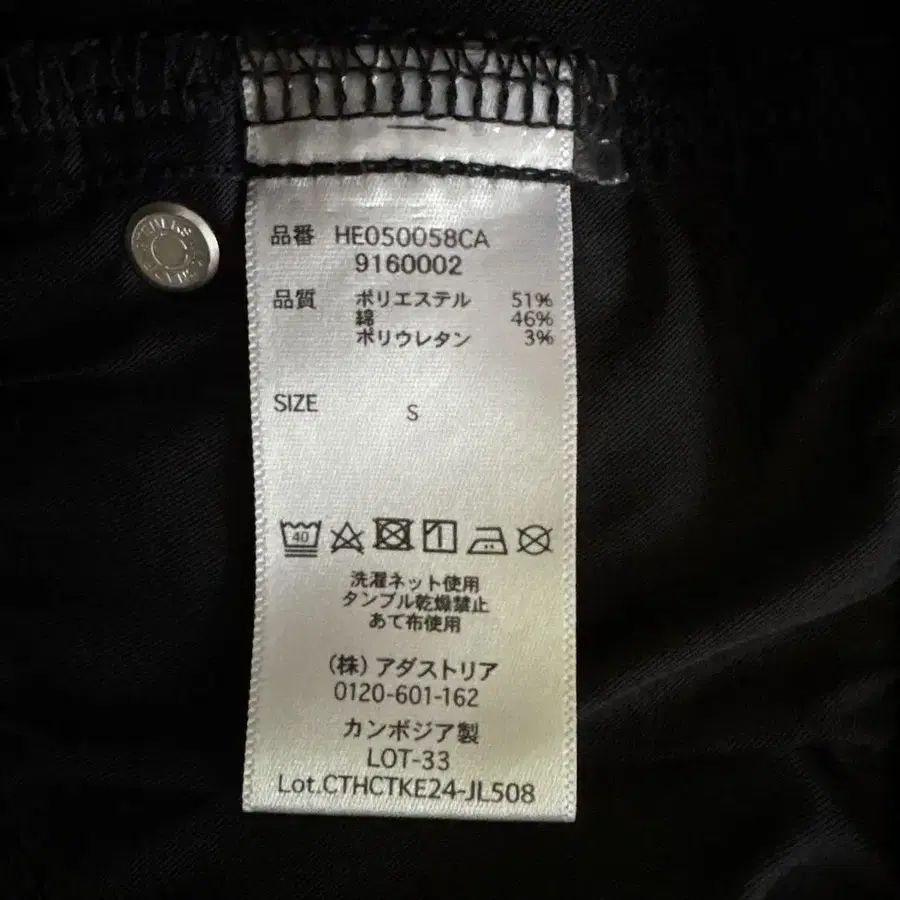 品番 HE050058CA
9160002
品質 ポリエステル 51%
綿 46%
ポリウレタン 3%
SIZE S
40
洗濯ネット使用
タンブル乾燥禁止
あて布使用
(株) アダストリア
0120-601-162
カンボジア製
LOT-33
Lot.CTHCTKE24-JL508